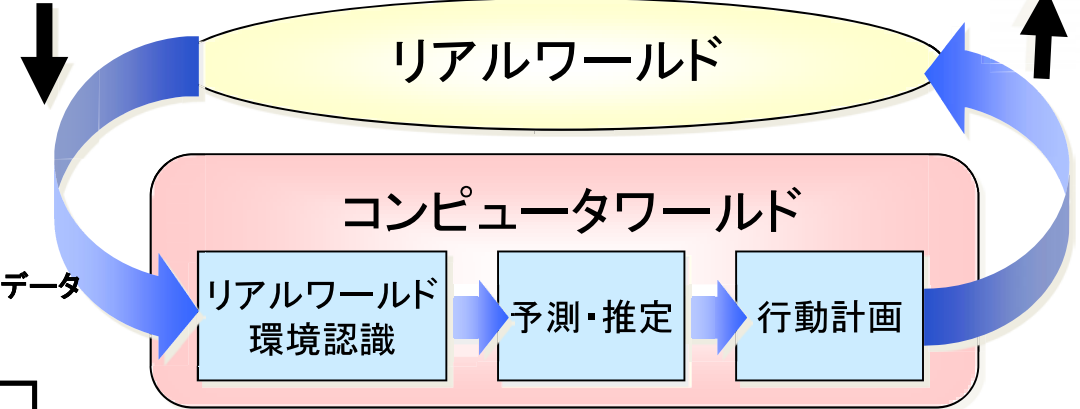 リアルワールド
コンピュータワールド
データ
リアルワールド
環境認識
予測・推定
行動計画